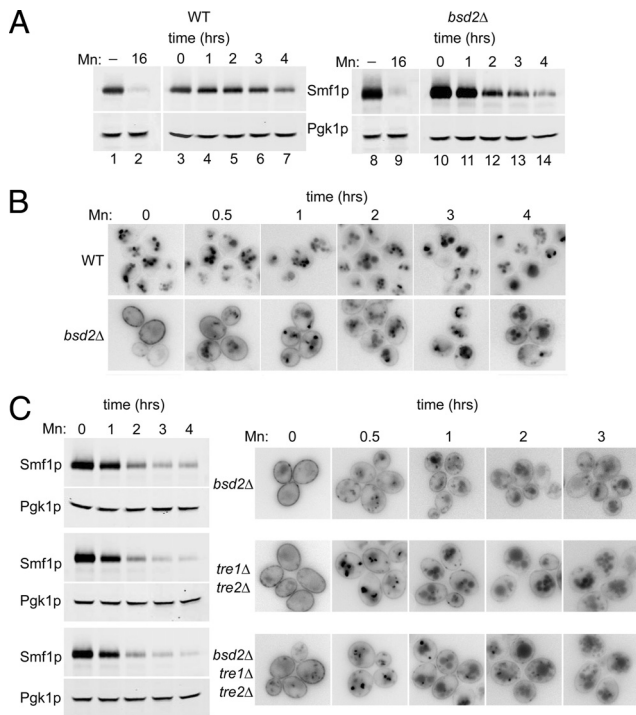 A
WT
bsd2Δ
time (hrs)
time (hrs)
Mn: – 16 0 1 2 3 4
– 16 0 1 2 3 4
Smf1p
Pgk1p
1 2 3 4 5 6 7
8 9 10 11 12 13 14
B
time (hrs)
Mn: 0 0.5 1 2 3 4
WT
bsd2Δ
C
time (hrs)
time (hrs)
Mn: 0 1 2 3 4
Mn: 0 0.5 1 2 3
Smf1p
Pgk1p
bsd2Δ
Smf1p
Pgk1p
tre1Δ
tre2Δ
Smf1p
Pgk1p
bsd2Δ
tre1Δ
tre2Δ